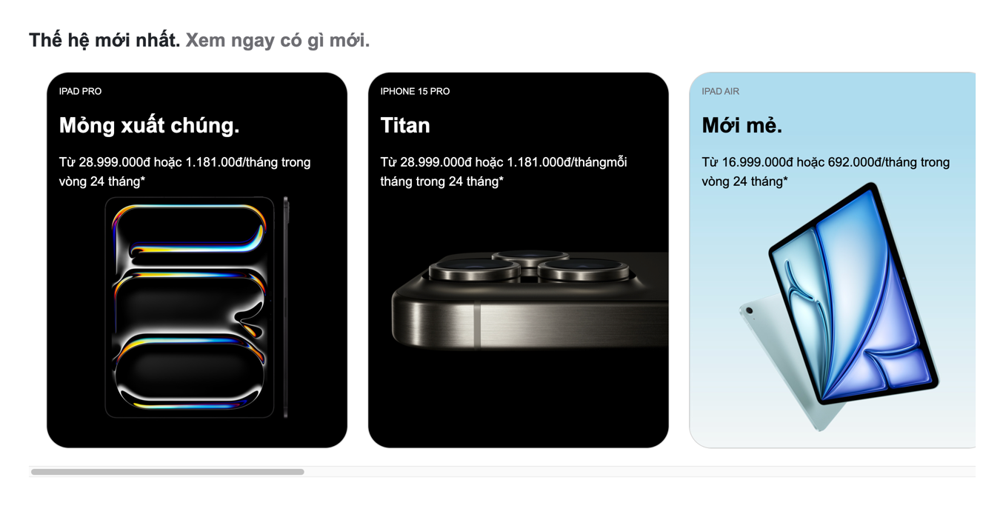 Thế hệ mới nhất. Xem ngay có gì mới.
IPAD PRO
Mỏng xuất chúng.
Từ 28.999.000đ hoặc 1.181.00đ/tháng trong
vòng 24 tháng*
IPHONE 15 PRO
Titan
Từ 28.999.000đ hoặc 1.181.00đ/thángmỗi
tháng trong 24 tháng*
IPAD AIR
Mới mẻ.
Từ 16.999.000đ hoặc 692.000đ/tháng trong
vòng 24 tháng*